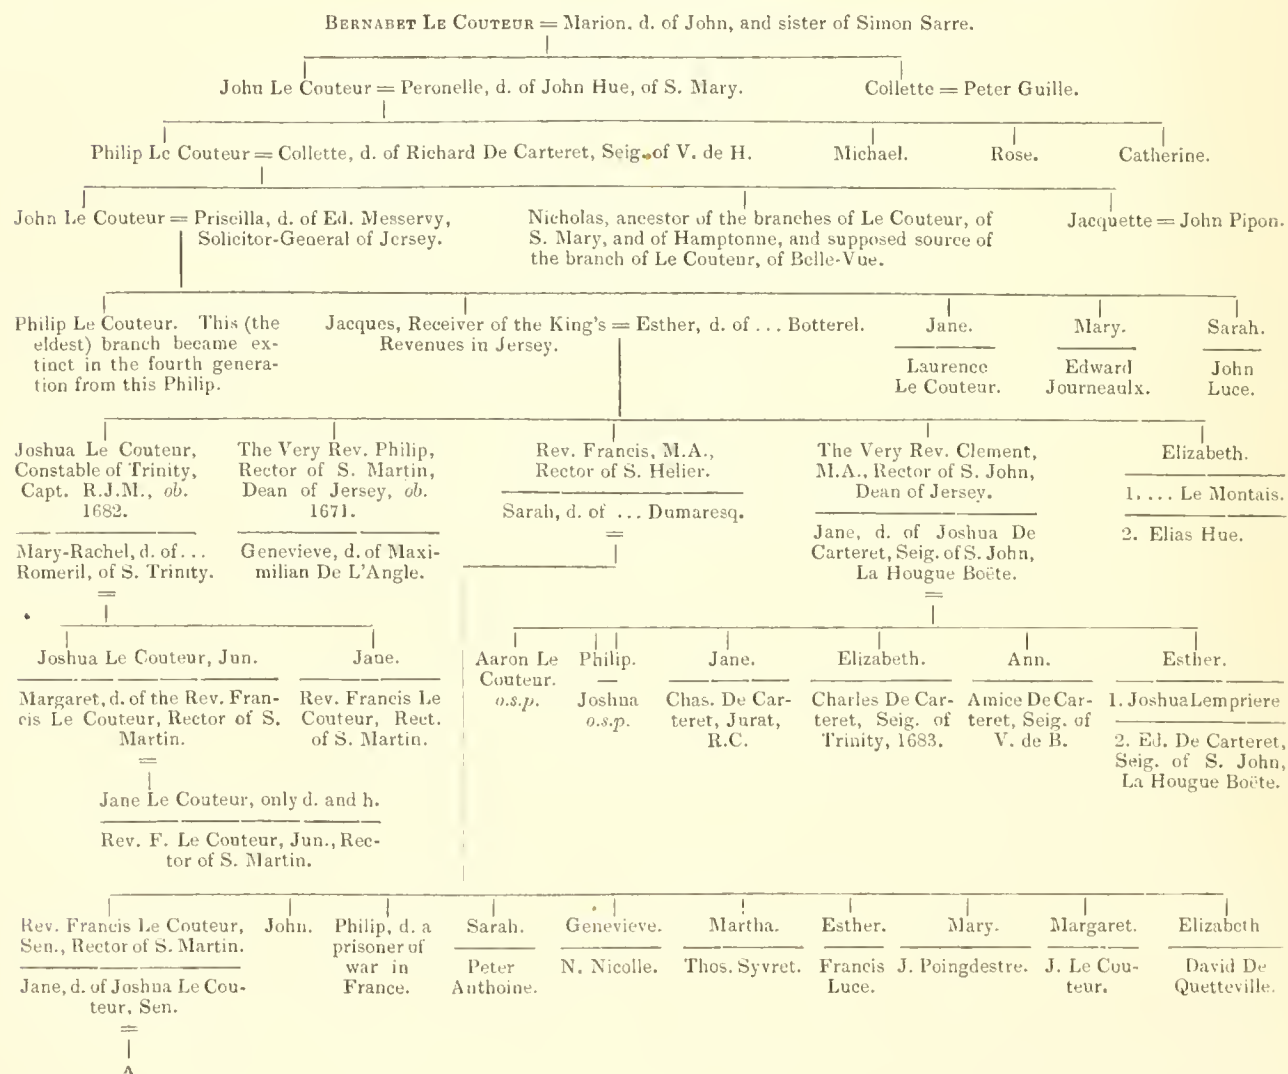 BERNABET LE COUTEUR = Marion, d. of John, and sister of Simon Sarre.
John Le Couteur = Peronelle, d. of John Hue, of S. Mary.
Collette = Peter Guille.
Philip Le Couteur = Collette, d. of Richard De Carteret, Seig. of V. de H.
Michael.
Rose.
Catherine.
John Le Couteur = Priscilla, d. of Ed. Messervy,
Solicitor-General of Jersey.
Nicholas, ancestor of the branches of Le Couteur, of
S. Mary, and of Hamptonne, and supposed source of
the branch of Le Couteur, of Belle-Vue.
Jacquette = John Pipon.
Philip Le Couteur. This (the
eldest) branch became ex-
tinct in the fourth genera-
tion from this Philip.
Jacques, Receiver of the King's = Esther, d. of ... Botterel.
Revenues in Jersey.
Jane.
Laurence
Le Couteur.
Mary.
Edward
Journeaulx.
Sarah.
John
Luce.
Joshua Le Couteur,
Constable of Trinity,
Capt. R.J.M., ob.
1682.
Mary-Rachel, d. of ...
Romeril, of S. Trinity.
=
The Very Rev. Philip,
Rector of S. Martin,
Dean of Jersey, ob.
1671.
Genevieve, d. of Maxi-
milian De L'Angle.
Rev. Francis, M.A.,
Rector of S. Helier.
Sarah, d. of ... Dumaresq.
=
The Very Rev. Clement,
M.A., Rector of S. John,
Dean of Jersey.
Jane, d. of Joshua De
Carteret, Seig. of S. John,
La Hougue Boëte.
=
Elizabeth.
1. ... Le Montais.
2. Elias Hue.
Joshua Le Couteur, Jun.
Margaret, d. of the Rev. Fran-
cis Le Couteur, Rector of S.
Martin.
=
Jane.
Rev. Francis Le
Couteur, Rect.
of S. Martin.
Aaron Le
Couteur.
o.s.p.
Philip.
Joshua
o.s.p.
Jane.
Chas. De Car-
teret, Jurat,
R.C.
Elizabeth.
Charles De Car-
teret, Seig. of
Trinity, 1683.
Ann.
Amice De Car-
teret, Seig. of
V. de B.
Esther.
1. Joshua Lempriere
2. Ed. De Carteret,
Seig. of S. John,
La Hougue Boëte.
Jane Le Couteur, only d. and h.
Rev. F. Le Couteur, Jun., Rec-
tor of S. Martin.
Rev. Francis Le Couteur,
Sen., Rector of S. Martin.
Jane, d. of Joshua Le Cou-
teur, Sen.
=
A
John.
Philip, d. a
prisoner of
war in
France.
Sarah.
Peter
Anthoine.
Genevieve.
N. Nicolle.
Martha.
Thos. Syvret.
Esther.
Francis
Luce.
Mary.
J. Poingdestre.
Margaret.
J. Le Cou-
teur.
Elizabeth
David De
Quetteville.